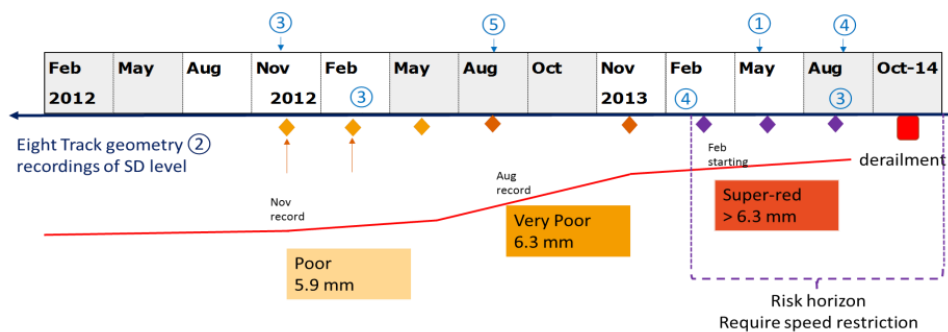 ③ ⑤ ① ④
Feb May Aug Nov Feb May Aug Oct Nov Feb May Aug Oct-14
2012 2012 ③ 2013 ④ ③
Eight Track geometry ②
recordings of SD level
Feb
starting
derailment
Aug
record
Nov
record
Super-red
> 6.3 mm
Very Poor
6.3 mm
Poor
5.9 mm
Risk horizon
Require speed restriction